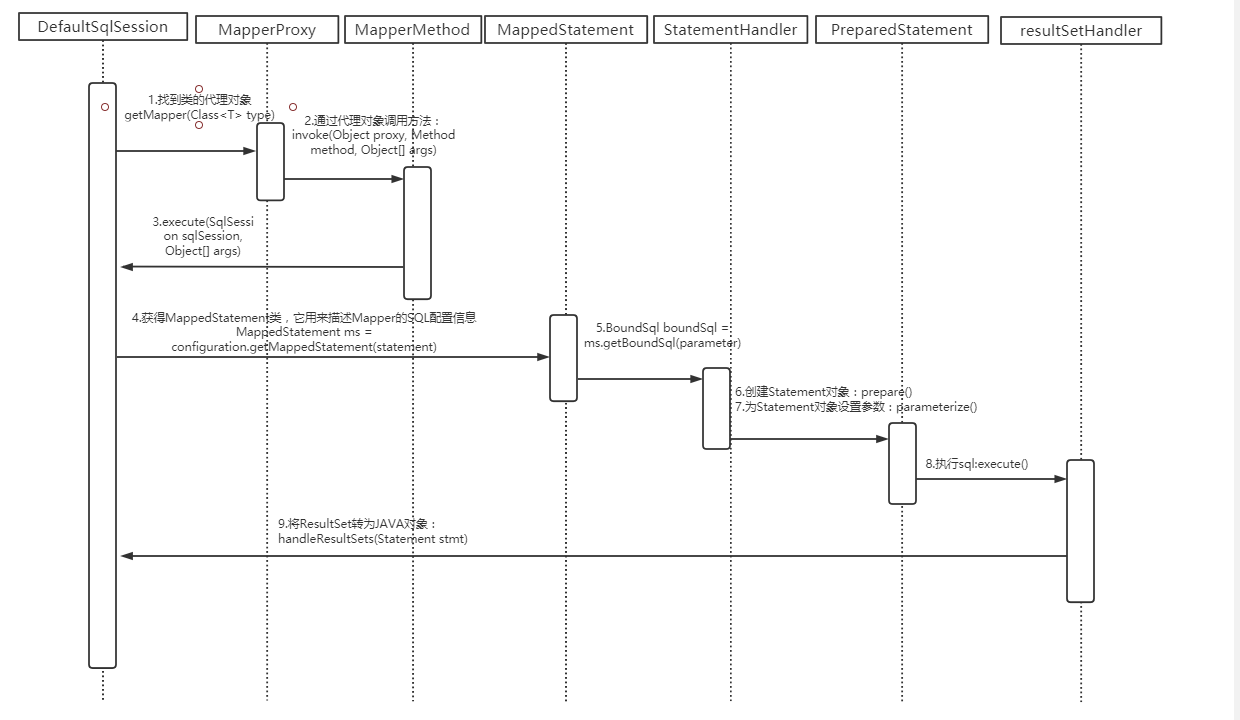 DefaultSqlSession
MapperProxy
MapperMethod
MappedStatement
StatementHandler
PreparedStatement
resultSetHandler
1.找到类的代理对象
getMapper(Class<T> type)
2.通过代理对象调用方法：
invoke(Object proxy, Method
method, Object[] args)
3.execute(SqlSessi
on sqlSession,
Object[] args)
4.获得MappedStatement类，它用来描述Mapper的SQL配置信息
MappedStatement ms =
configuration.getMappedStatement(statement)
5.BoundSql boundSql =
ms.getBoundSql(parameter)
6.创建Statement对象：prepare()
7.为Statement对象设置参数：parameterize()
8.执行sql:execute()
9.将ResultSet转为JAVA对象：
handleResultSets(Statement stmt)